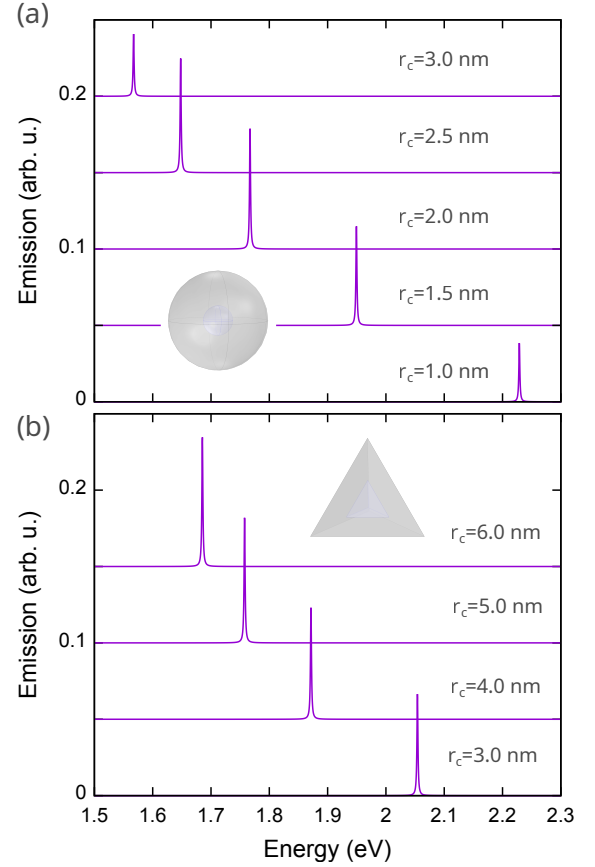 (a)
r_c=3.0 nm
0.2
r_c=2.5 nm
r_c=2.0 nm
0.1
r_c=1.5 nm
r_c=1.0 nm
0
Emission (arb. u.)
(b)
0.2
r_c=6.0 nm
r_c=5.0 nm
0.1
r_c=4.0 nm
r_c=3.0 nm
0
Emission (arb. u.)
1.5 1.6 1.7 1.8 1.9 2 2.1 2.2 2.3
Energy (eV)